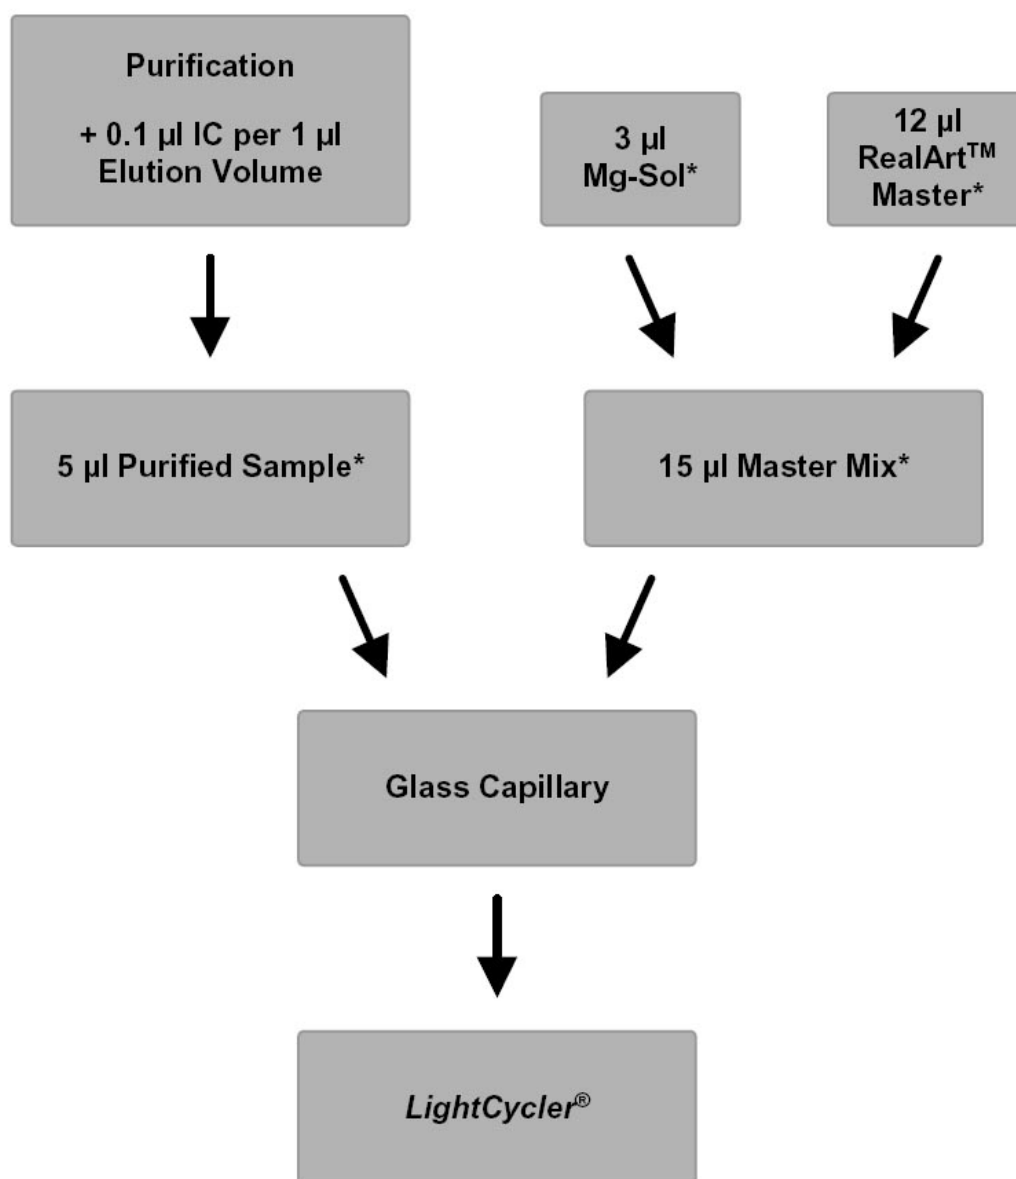 Purification
+ 0.1 µl IC per 1 µl
Elution Volume
3 µl
Mg-Sol*
12 µl
RealArt™
Master*
5 µl Purified Sample*
15 µl Master Mix*
Glass Capillary
LightCycler®